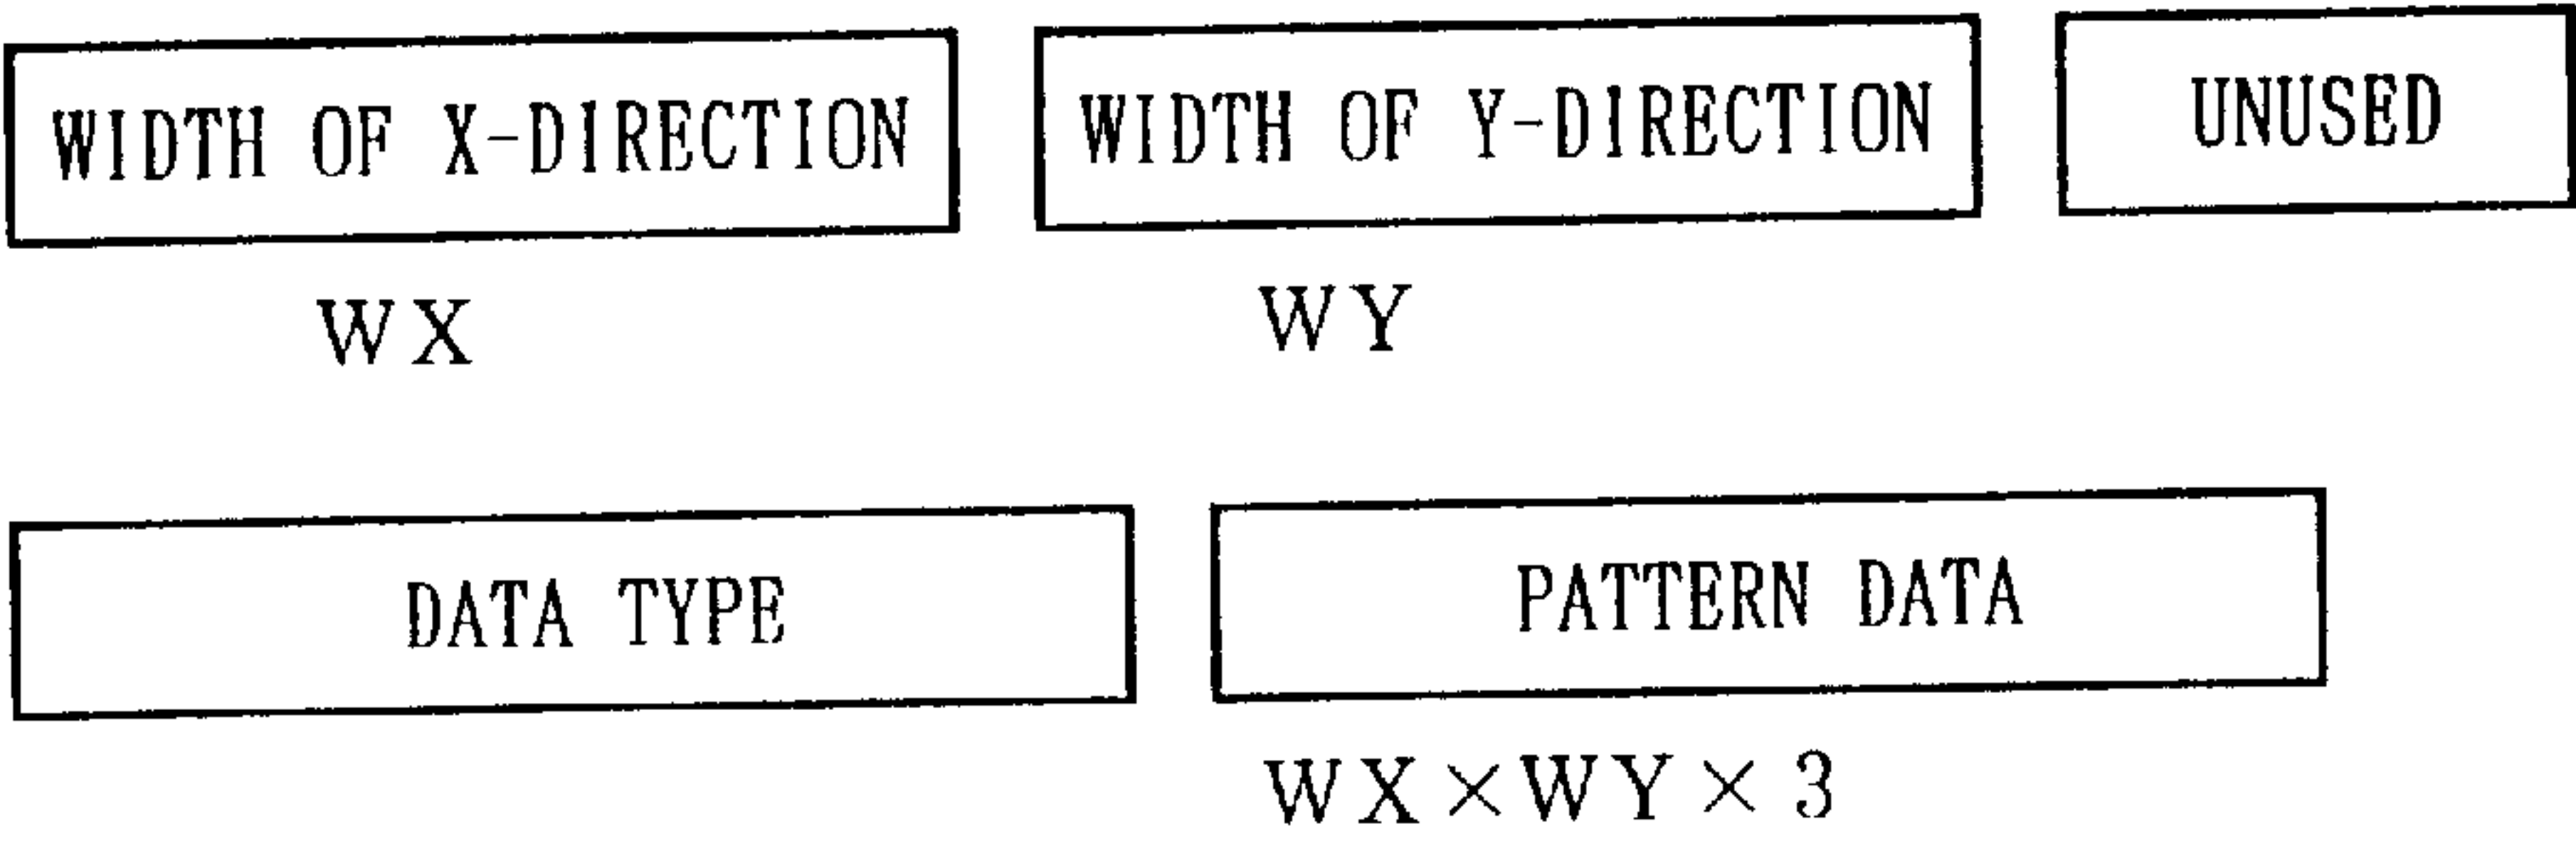 WIDTH OF X-DIRECTION WIDTH OF Y-DIRECTION UNUSED
WX WY
DATA TYPE PATTERN DATA
WX×WY×3